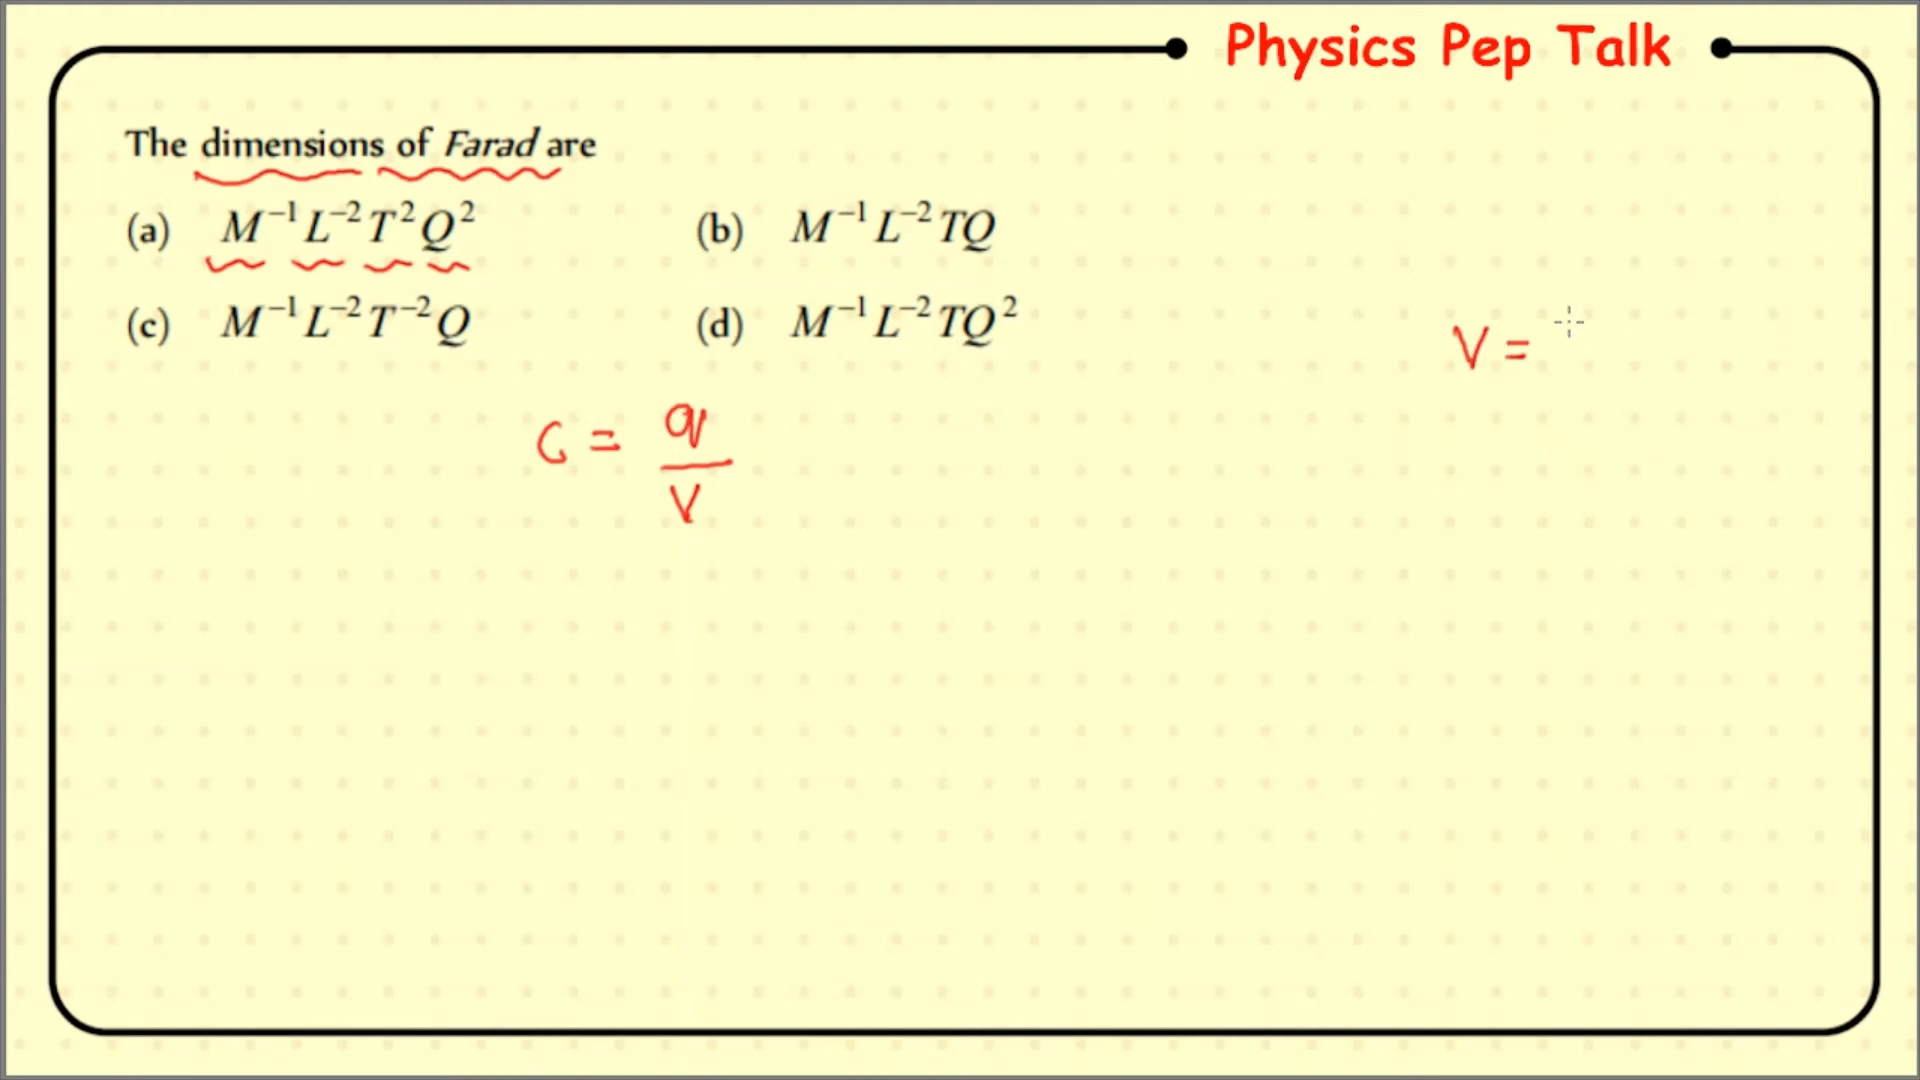 Physics Pep Talk
The dimensions of Farad are
(a) M⁻¹L⁻²T²Q² (b) M⁻¹L⁻²TQ
(c) M⁻¹L⁻²T⁻²Q (d) M⁻¹L⁻²TQ²
V =
C = q/V